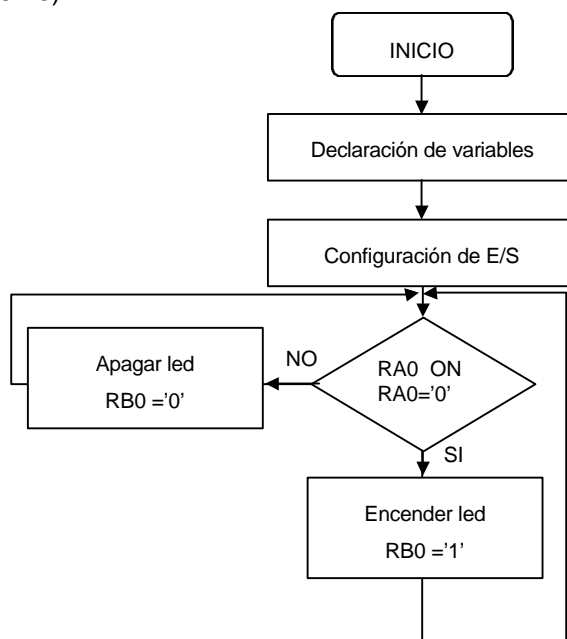 INICIO
Declaración de variables
Configuración de E/S
NO
RA0 ON
RA0='0'
Apagar led
RB0 ='0'
SI
Encender led
RB0 ='1'